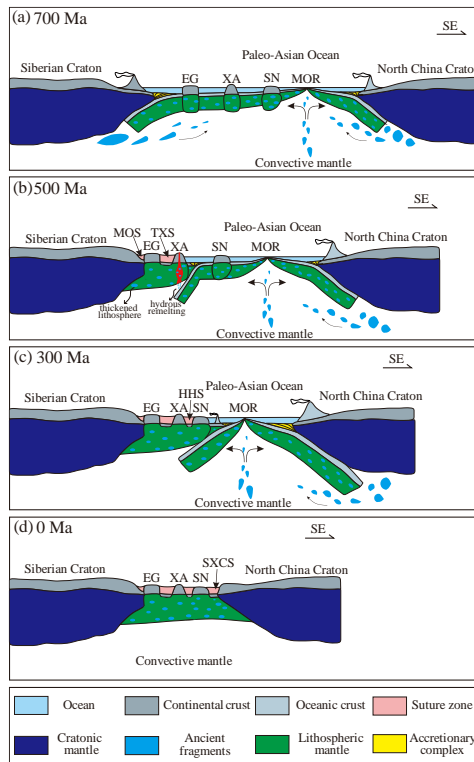 (a) 700 Ma
SE
Paleo-Asian Ocean
Siberian Craton
North China Craton
EG
XA
SN
MOR
Convective mantle
(b) 500 Ma
SE
Paleo-Asian Ocean
MOS
TXS
Siberian Craton
EG
XA
SN
MOR
North China Craton
thickened
lithosphere
hydrous
remelting
Convective mantle
(c) 300 Ma
SE
HHS
Paleo-Asian Ocean
Siberian Craton
EG
XA
SN
MOR
North China Craton
Convective mantle
(d) 0 Ma
SE
SXCS
Siberian Craton
EG
XA
SN
North China Craton
Convective mantle
Ocean
Continental crust
Oceanic crust
Suture zone
Cratonic
mantle
Ancient
fragments
Lithospheric
mantle
Accretionary
complex